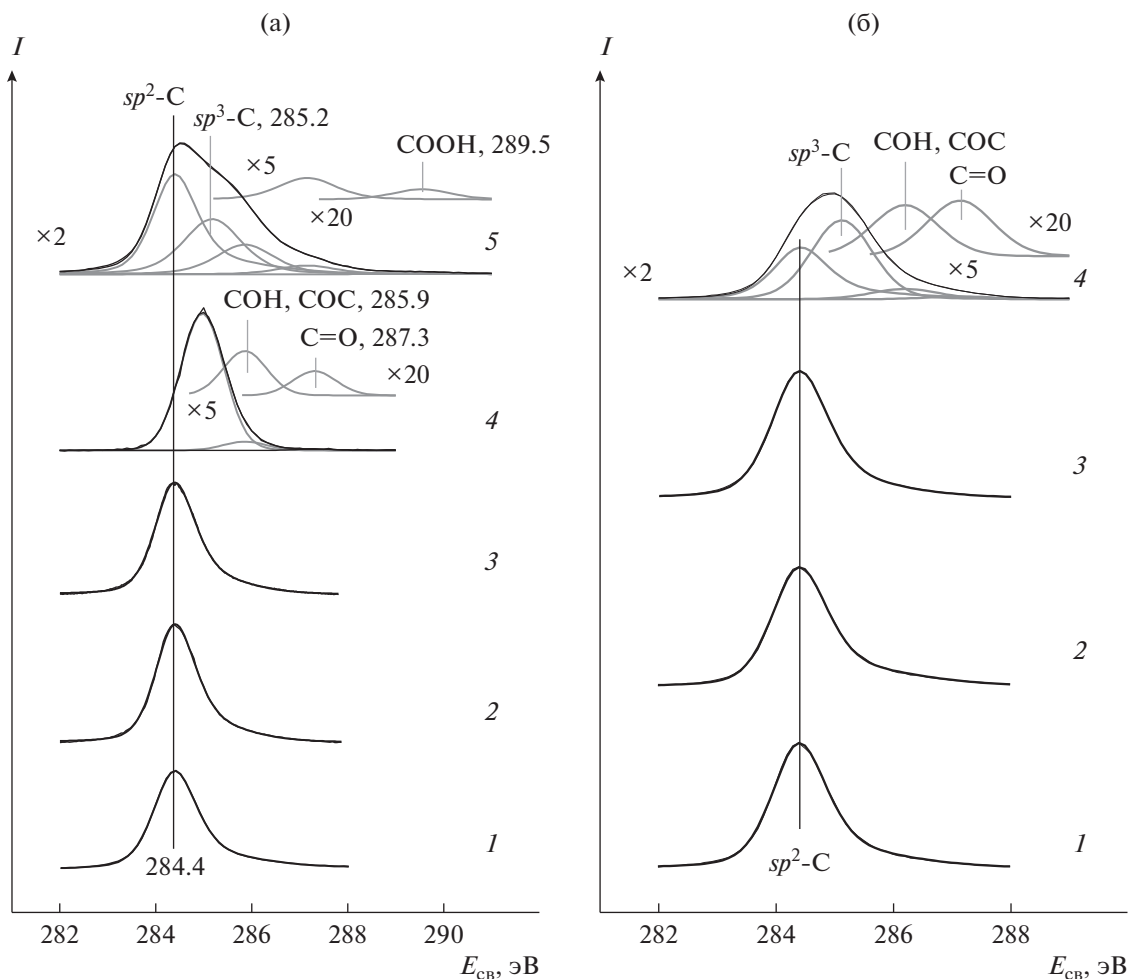 (а)
I
sp²-C
sp³-C, 285.2
COOH, 289.5
×5
×20
×2
5
COH, COC, 285.9
C=O, 287.3
×20
×5
4
3
2
1
284.4
282 284 286 288 290
Eсв, эВ
(б)
I
sp³-C
COH, COC
C=O
×20
×5
×2
4
3
2
1
sp²-C
282 284 286 288
Eсв, эВ